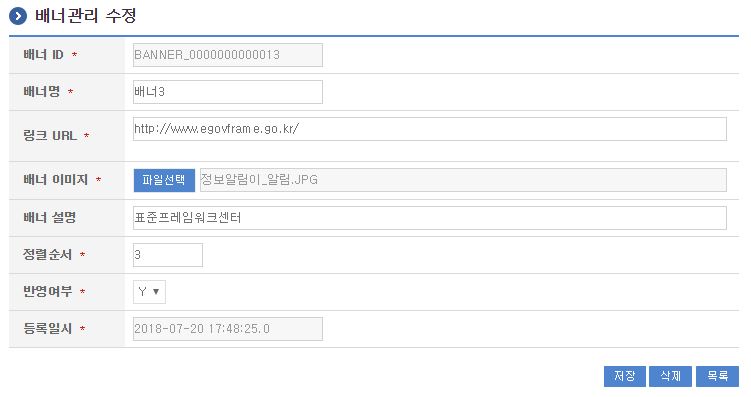 배너관리 수정
배너 ID * BANNER_0000000000013
배너명 * 배너3
링크 URL * http://www.egovframe.go.kr/
배너 이미지 * 파일선택 정보알림이_알림.JPG
배너 설명 표준프레임워크센터
정렬순서 * 3
반영여부 * Y ▼
등록일시 * 2018-07-20 17:48:25.0
저장 삭제 목록